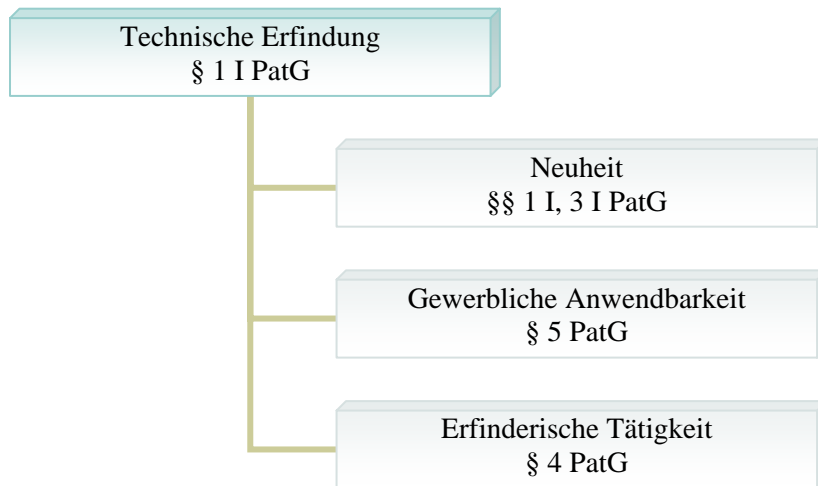 Technische Erfindung
§ 1 I PatG
Neuheit
§§ 1 I, 3 I PatG
Gewerbliche Anwendbarkeit
§ 5 PatG
Erfinderische Tätigkeit
§ 4 PatG